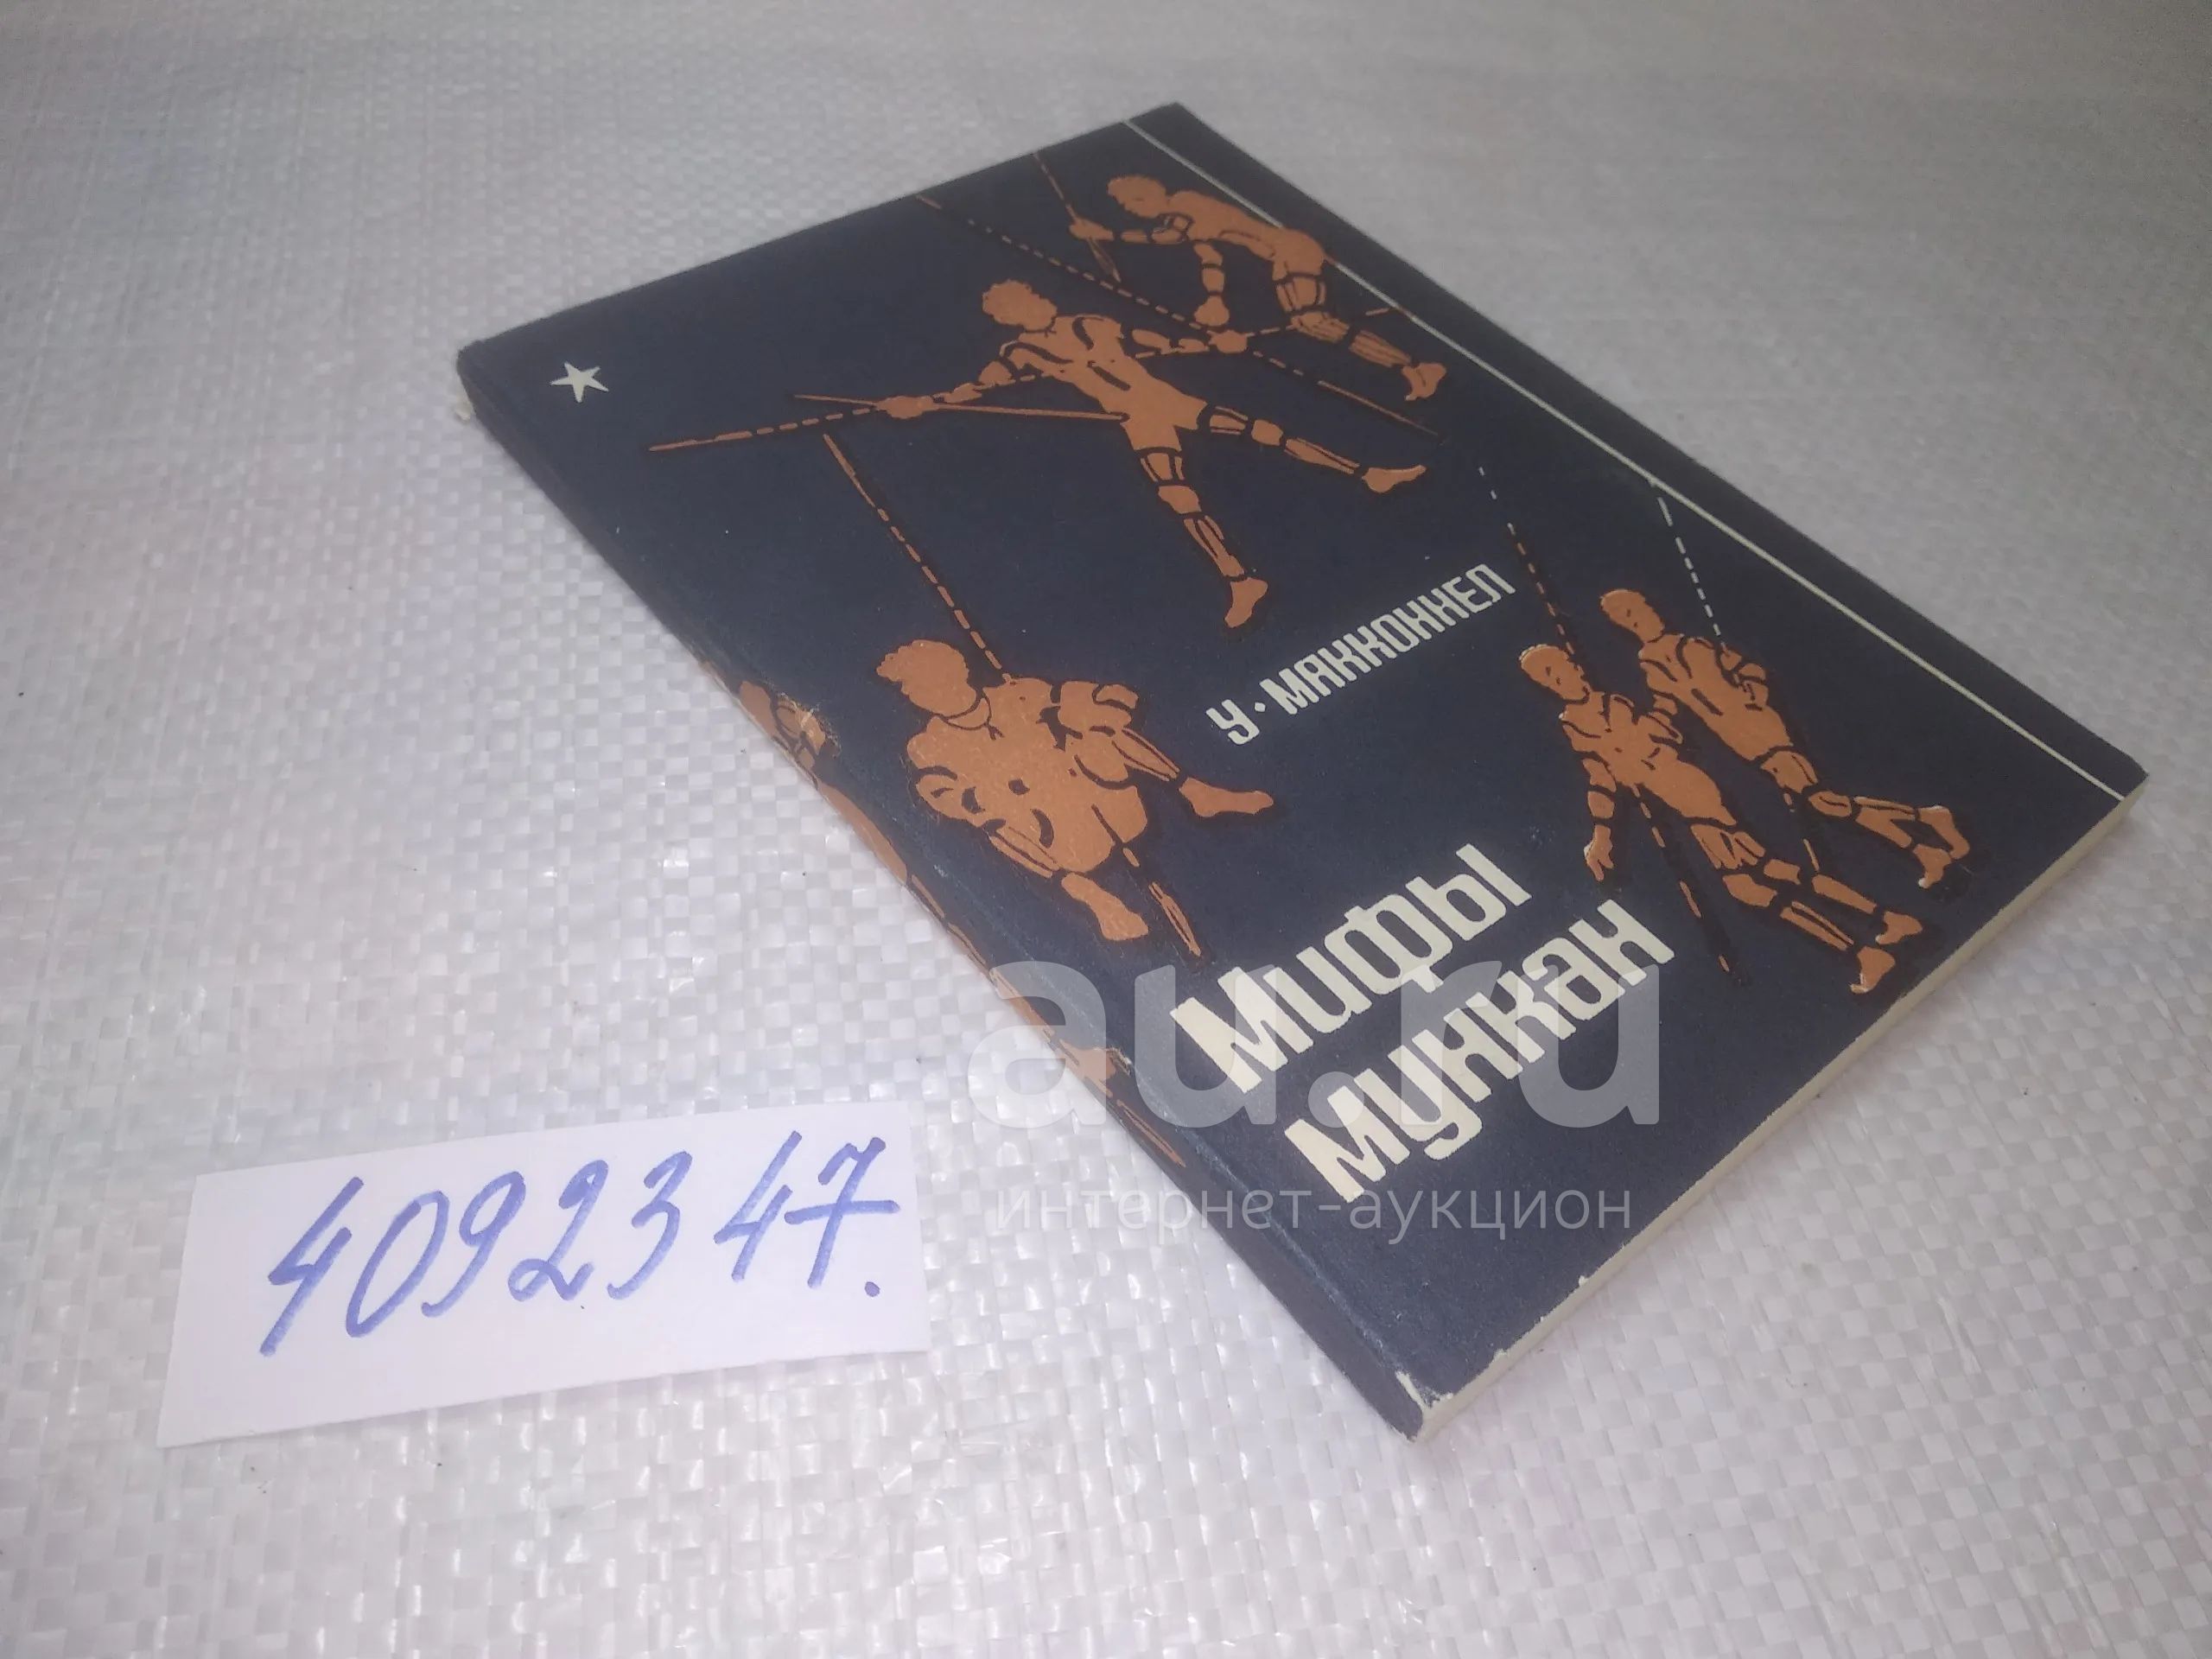 У. МАККОННЕЛ
Мифы
мункан
au.ru
интернет-аукцион
4092347.